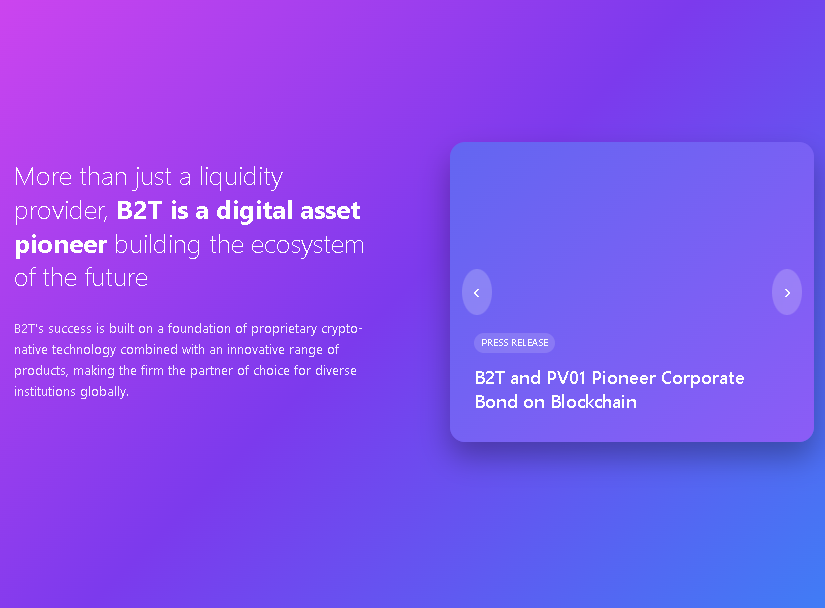 More than just a liquidity
provider, B2T is a digital asset
pioneer building the ecosystem
of the future
B2T's success is built on a foundation of proprietary crypto-
native technology combined with an innovative range of
products, making the firm the partner of choice for diverse
institutions globally.
PRESS RELEASE
B2T and PV01 Pioneer Corporate
Bond on Blockchain